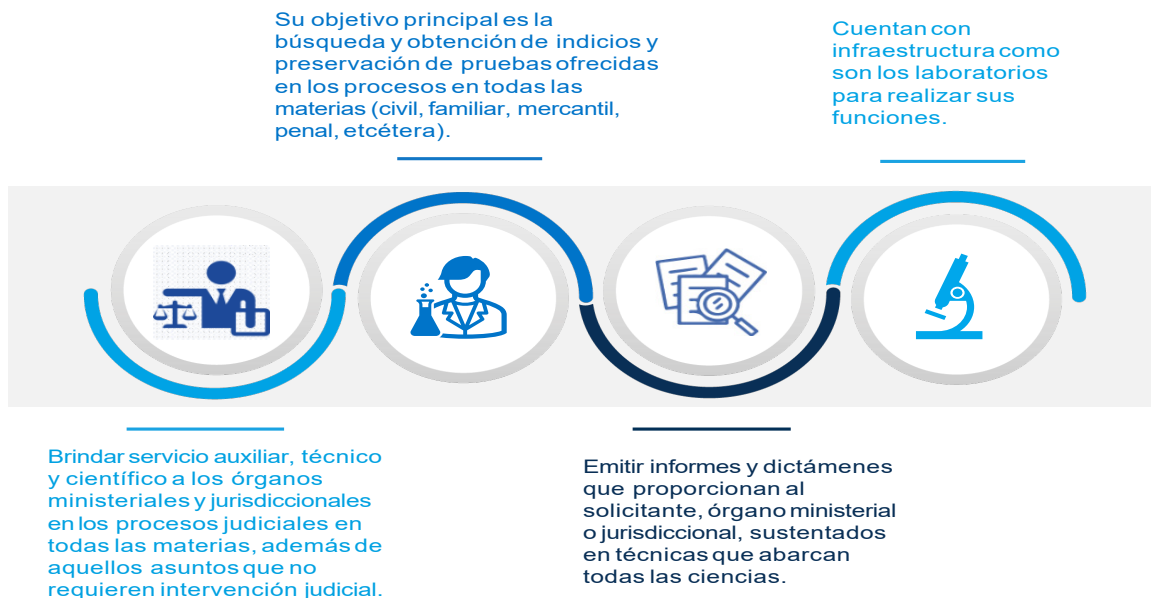 Su objetivo principal es la
búsqueda y obtención de indicios y
preservación de pruebas ofrecidas
en los procesos en todas las
materias (civil, familiar, mercantil,
penal, etcétera).
Cuentan con
infraestructura como
son los laboratorios
para realizar sus
funciones.
Brindar servicio auxiliar, técnico
y científico a los órganos
ministeriales y jurisdiccionales
en los procesos judiciales en
todas las materias, además de
aquellos asuntos que no
requieren intervención judicial.
Emitir informes y dictámenes
que proporcionan al
solicitante, órgano ministerial
o jurisdiccional, sustentados
en técnicas que abarcan
todas las ciencias.